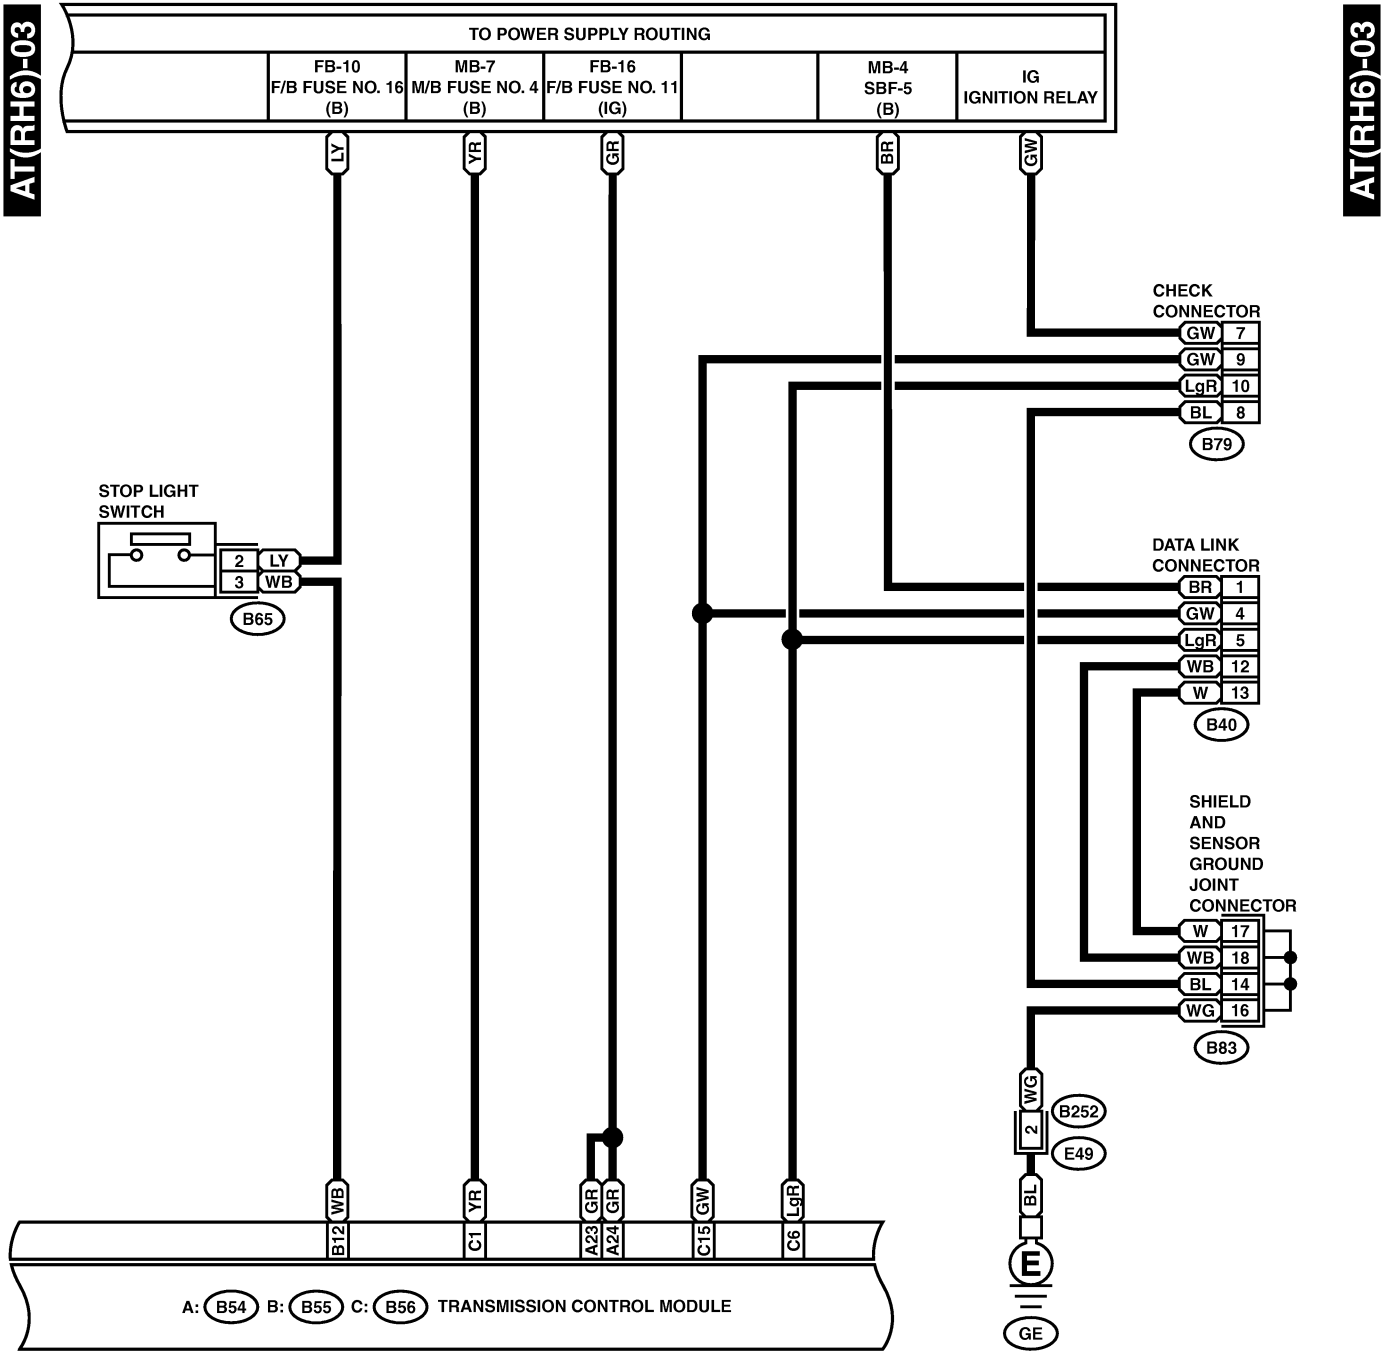 AT(RH6)-03
AT(RH6)-03
TO POWER SUPPLY ROUTING
FB-10
F/B FUSE NO. 16
(B)
MB-7
M/B FUSE NO. 4
(B)
FB-16
F/B FUSE NO. 11
(IG)
MB-4
SBF-5
(B)
IG
IGNITION RELAY
LY
YR
GR
BR
GW
CHECK
CONNECTOR
GW 7
GW 9
LgR 10
BL 8
B79
STOP LIGHT
SWITCH
2 LY
3 WB
B65
DATA LINK
CONNECTOR
BR 1
GW 4
LgR 5
WB 12
W 13
B40
SHIELD
AND
SENSOR
GROUND
JOINT
CONNECTOR
W 17
WB 18
BL 14
WG 16
B83
WG
B252
2
E49
BL
E
GE
WB
YR
GR
GR
GW
LgR
B12
C1
A23
A24
C15
C6
A: B54 B: B55 C: B56 TRANSMISSION CONTROL MODULE